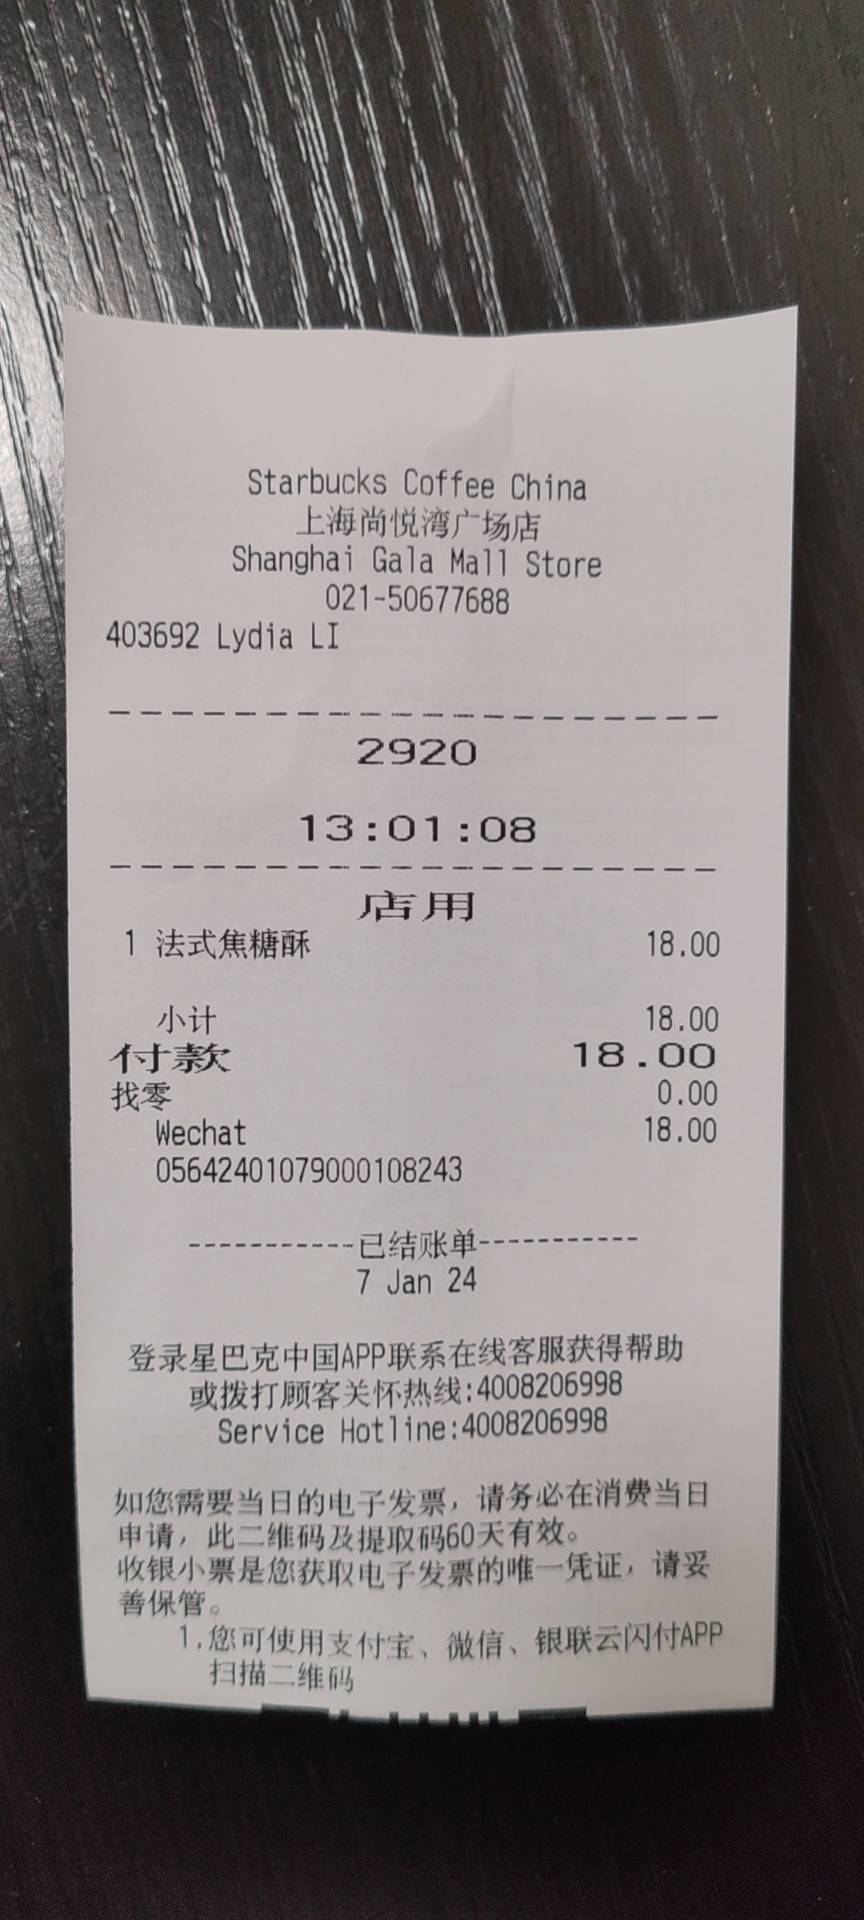 Starbucks Coffee China
上海尚悦湾广场店
Shanghai Gala Mall Store
021-50677688
403692 Lydia LI
2920
13:01:08
店用
1 法式焦糖酥 18.00
小计 18.00
付款 18.00
找零 0.00
Wechat 18.00
05642401079000108243
-----------已结账单-----------
7 Jan 24
登录星巴克中国APP联系在线客服获得帮助
或拨打顾客关怀热线:4008206998
Service Hotline:4008206998
如您需要当日的电子发票，请务必在消费当日
申请，此二维码及提取码60天有效。
收银小票是您获取电子发票的唯一凭证，请妥
善保管。
1.您可使用支付宝、微信、银联云闪付APP
扫描二维码